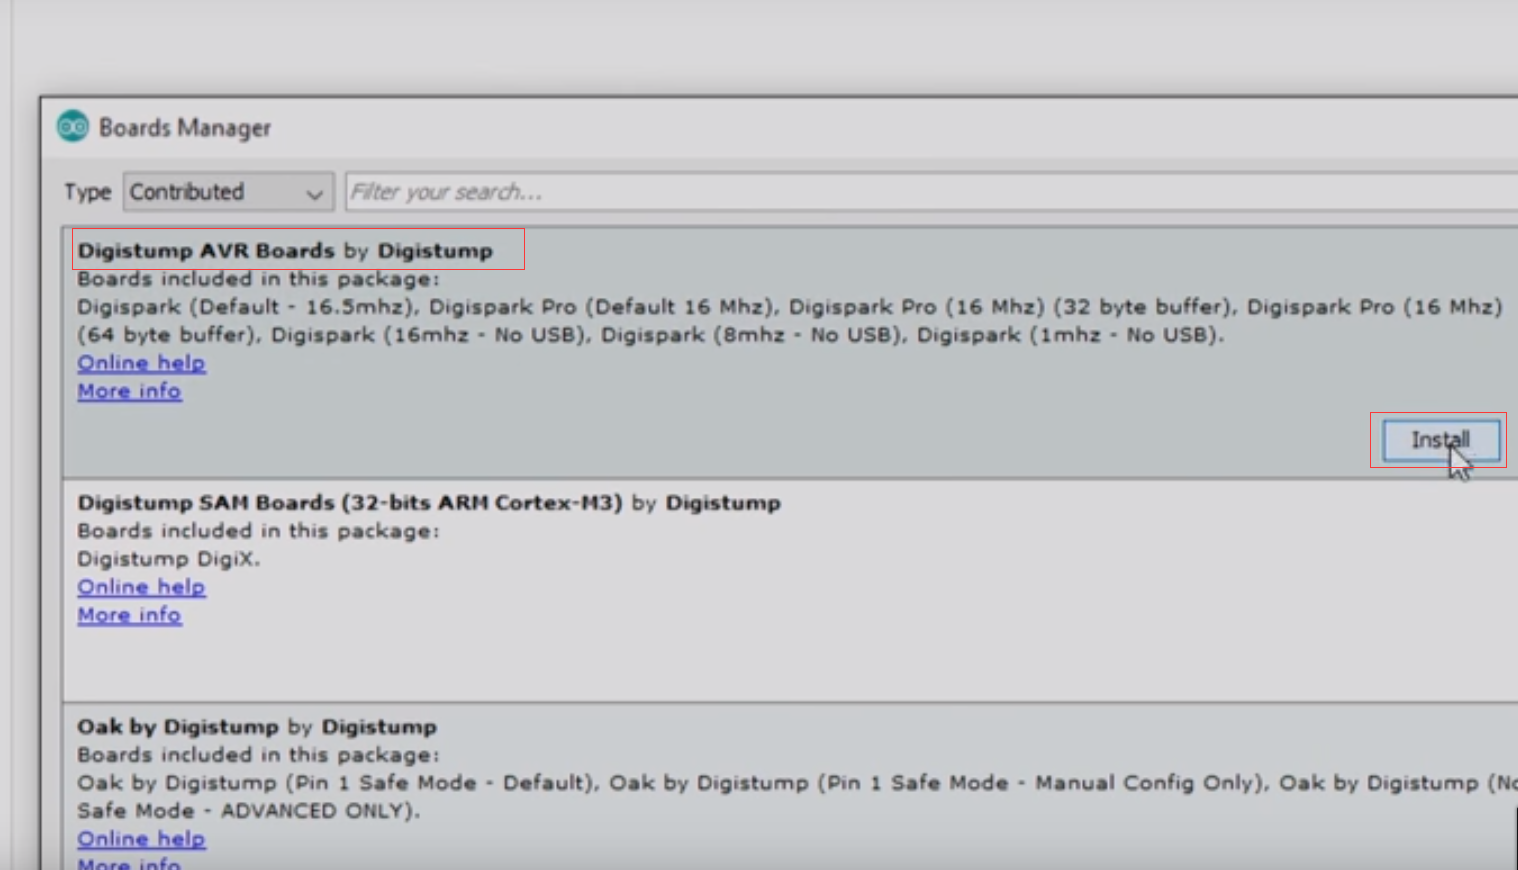 Boards Manager
Type Contributed Filter your search...
Digistump AVR Boards by Digistump
Boards included in this package:
Digispark (Default - 16.5mhz), Digispark Pro (Default 16 Mhz), Digispark Pro (16 Mhz) (32 byte buffer), Digispark Pro (16 Mhz)
(64 byte buffer), Digispark (16mhz - No USB), Digispark (8mhz - No USB), Digispark (1mhz - No USB).
Online help
More info
Install
Digistump SAM Boards (32-bits ARM Cortex-M3) by Digistump
Boards included in this package:
Digistump DigiX.
Online help
More info
Oak by Digistump by Digistump
Boards included in this package:
Oak by Digistump (Pin 1 Safe Mode - Default), Oak by Digistump (Pin 1 Safe Mode - Manual Config Only), Oak by Digistump (No
Safe Mode - ADVANCED ONLY).
Online help
More info